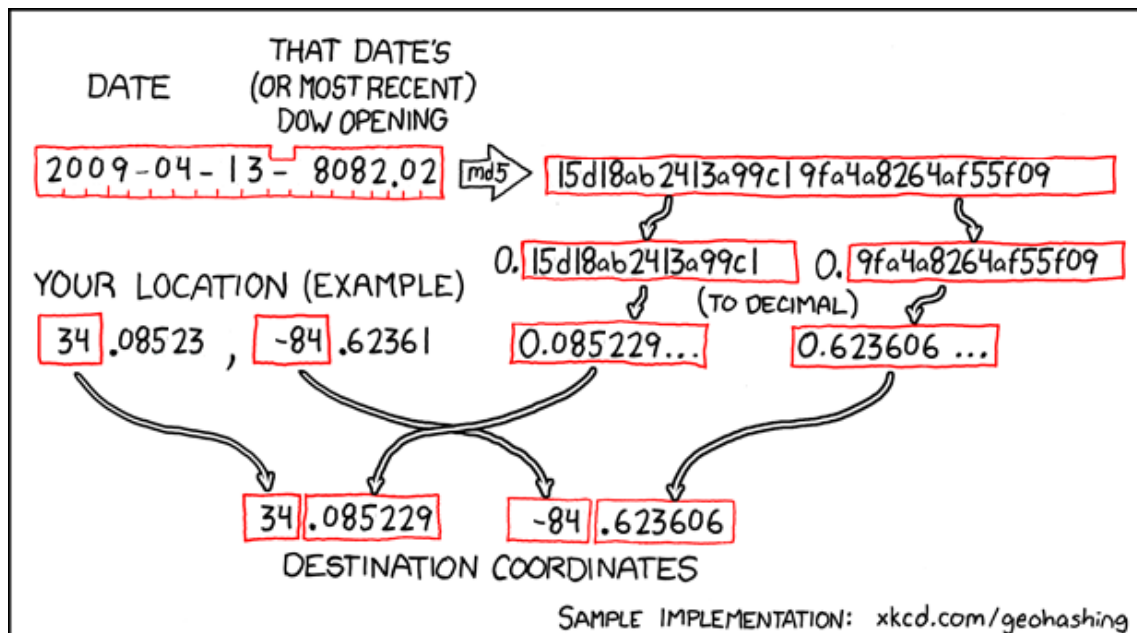 DATE
THAT DATE'S
(OR MOST RECENT)
DOW OPENING
2009-04-13-8082.02
md5
15d18ab2413a99c19fa4a8264af55f09
0.15d18ab2413a99c1
0.9fa4a8264af55f09
(TO DECIMAL)
0.085229...
0.623606 ...
YOUR LOCATION (EXAMPLE)
34.08523, -84.62361
34.085229 -84.623606
DESTINATION COORDINATES
SAMPLE IMPLEMENTATION: xkcd.com/geohashing